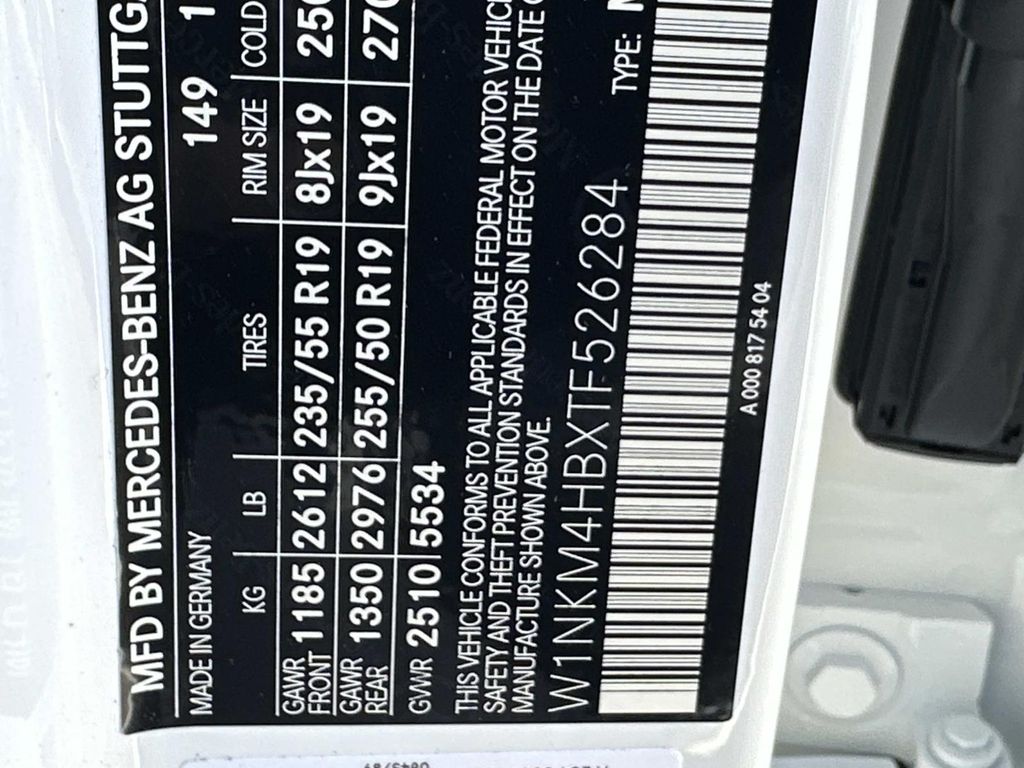 MFD BY MERCEDES-BENZ AG STUTTG
149 1
MADE IN GERMANY
KG LB TIRES RIM SIZE COLD
GAWR FRONT 1185 2612 235/55 R19 8Jx19 250
GAWR REAR 1350 2976 255/50 R19 9Jx19 270
GVWR 2510 5534
THIS VEHICLE CONFORMS TO ALL APPLICABLE FEDERAL MOTOR VEHIC
SAFETY AND THEFT PREVENTION STANDARDS IN EFFECT ON THE DATE
MANUFACTURE SHOWN ABOVE.
W1NKM4HBXTF526284 TYPE:
A 000 817 54 04